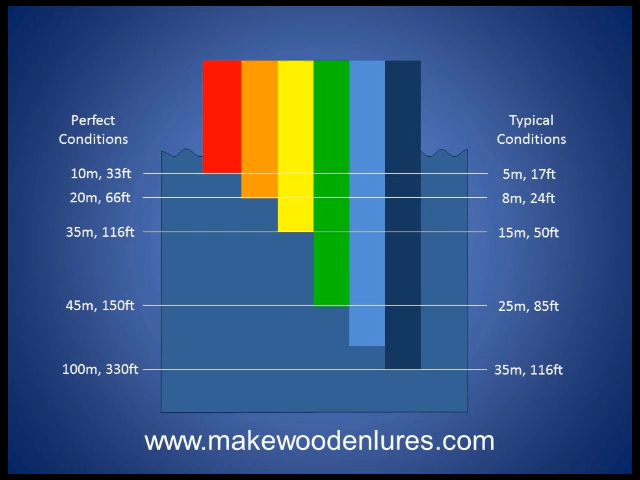 Perfect
Conditions
Typical
Conditions
10m, 33ft
5m, 17ft
20m, 66ft
8m, 24ft
35m, 116ft
15m, 50ft
45m, 150ft
25m, 85ft
100m, 330ft
35m, 116ft
www.makewoodenlures.com